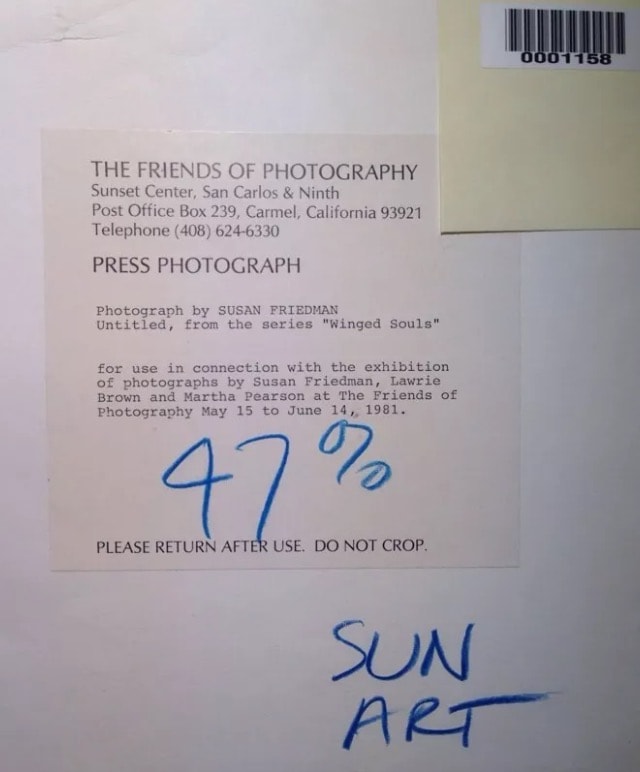 0001158
THE FRIENDS OF PHOTOGRAPHY
Sunset Center, San Carlos & Ninth
Post Office Box 239, Carmel, California 93921
Telephone (408) 624-6330
PRESS PHOTOGRAPH
Photograph by SUSAN FRIEDMAN
Untitled, from the series "Winged Souls"
for use in connection with the exhibition
of photographs by Susan Friedman, Lawrie
Brown and Martha Pearson at The Friends of
Photography May 15 to June 14, 1981.
47%
PLEASE RETURN AFTER USE. DO NOT CROP.
SUN
ART